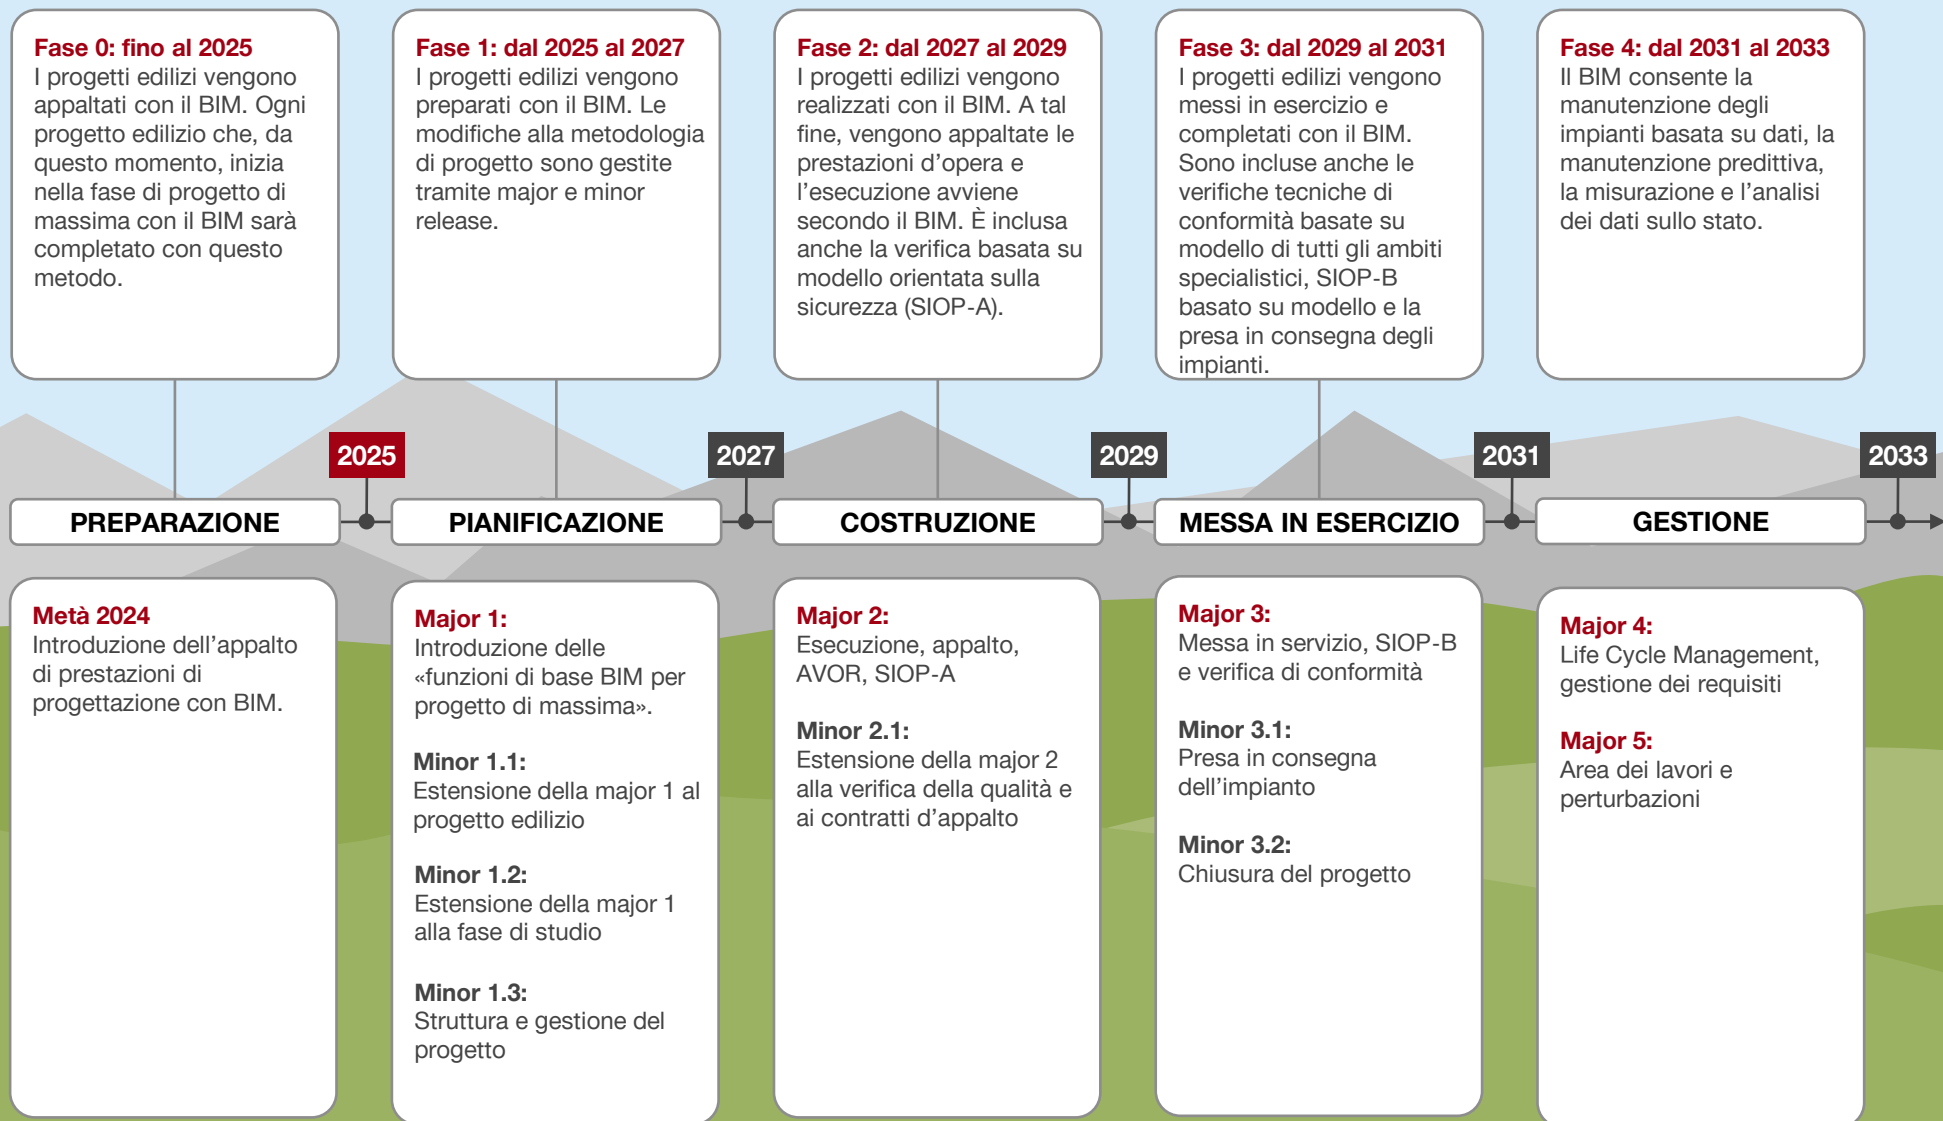 Fase 0: fino al 2025
I progetti edilizi vengono
appaltati con il BIM. Ogni
progetto edilizio che, da
questo momento, inizia
nella fase di progetto di
massima con il BIM sarà
completato con questo
metodo.
Fase 1: dal 2025 al 2027
I progetti edilizi vengono
preparati con il BIM. Le
modifiche alla metodologia
di progetto sono gestite
tramite major e minor
release.
Fase 2: dal 2027 al 2029
I progetti edilizi vengono
realizzati con il BIM. A tal
fine, vengono appaltate le
prestazioni d’opera e
l’esecuzione avviene
secondo il BIM. È inclusa
anche la verifica basata su
modello orientata sulla
sicurezza (SIOP-A).
Fase 3: dal 2029 al 2031
I progetti edilizi vengono
messi in esercizio e
completati con il BIM.
Sono incluse anche le
verifiche tecniche di
conformità basate su
modello di tutti gli ambiti
specialistici, SIOP-B
basato su modello e la
presa in consegna degli
impianti.
Fase 4: dal 2031 al 2033
Il BIM consente la
manutenzione degli
impianti basata su dati, la
manutenzione predittiva,
la misurazione e l’analisi
dei dati sullo stato.
2025
2027
2029
2031
2033
PREPARAZIONE
PIANIFICAZIONE
COSTRUZIONE
MESSA IN ESERCIZIO
GESTIONE
Metà 2024
Introduzione dell’appalto
di prestazioni di
progettazione con BIM.
Major 1:
Introduzione delle
«funzioni di base BIM per
progetto di massima».
Minor 1.1:
Estensione della major 1 al
progetto edilizio
Minor 1.2:
Estensione della major 1
alla fase di studio
Minor 1.3:
Struttura e gestione del
progetto
Major 2:
Esecuzione, appalto,
AVOR, SIOP-A
Minor 2.1:
Estensione della major 2
alla verifica della qualità e
ai contratti d’appalto
Major 3:
Messa in servizio, SIOP-B
e verifica di conformità
Minor 3.1:
Presa in consegna
dell’impianto
Minor 3.2:
Chiusura del progetto
Major 4:
Life Cycle Management,
gestione dei requisiti
Major 5:
Area dei lavori e
perturbazioni